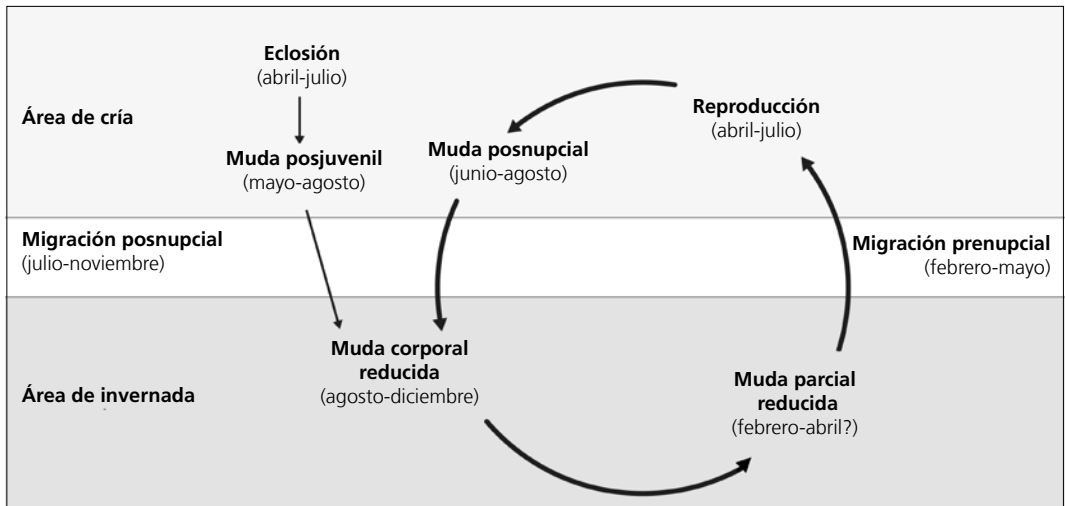 Eclosión
(abril-julio)
Área de cría
Reproducción
(abril-julio)
Muda posjuvenil
(mayo-agosto)
Muda posnupcial
(junio-agosto)
Migración posnupcial
(julio-noviembre)
Migración prenupcial
(febrero-mayo)
Muda corporal
reducida
(agosto-diciembre)
Área de invernada
Muda parcial
reducida
(febrero-abril?)